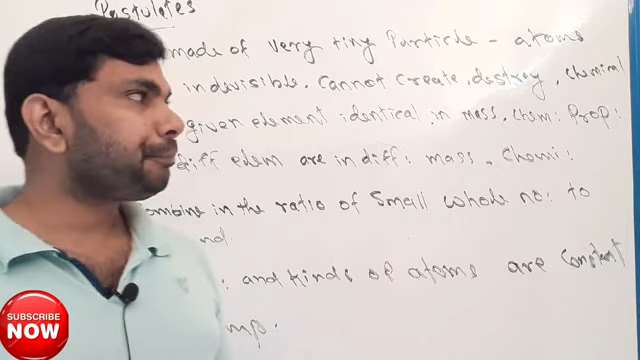 Postulates
made of very tiny Particle - atoms
indevisible. Cannot create, destroy, chemical
given element identical in mass. chem: Prop:
diff elem are in diff: mass, Chemi:
combine in the ratio of small whole no: to
nd.
: and kinds of atoms are constant
mp.
SUBSCRIBE
NOW